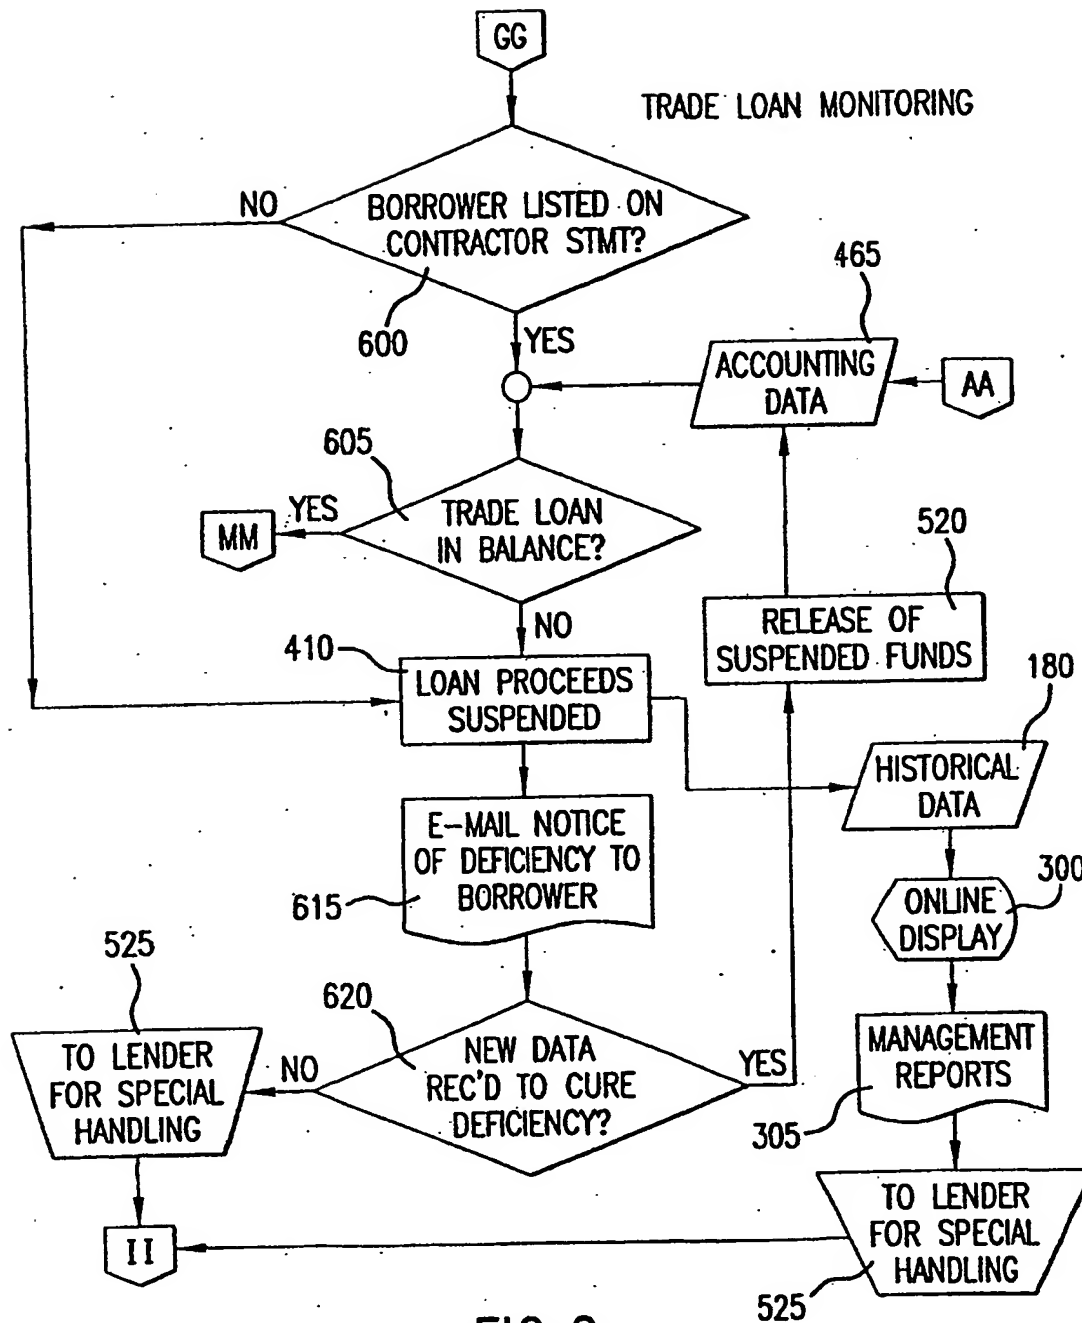 GG
TRADE LOAN MONITORING
NO
BORROWER LISTED ON
CONTRACTOR STMT?
600
YES
465
ACCOUNTING
DATA
AA
605
YES
MM
TRADE LOAN
IN BALANCE?
520
NO
RELEASE OF
SUSPENDED FUNDS
410
LOAN PROCEEDS
SUSPENDED
180
HISTORICAL
DATA
E-MAIL NOTICE
OF DEFICIENCY TO
BORROWER
615
300
ONLINE
DISPLAY
525
620
TO LENDER
FOR SPECIAL
HANDLING
NO
NEW DATA
REC'D TO CURE
DEFICIENCY?
YES
MANAGEMENT
REPORTS
305
II
TO LENDER
FOR SPECIAL
HANDLING
525